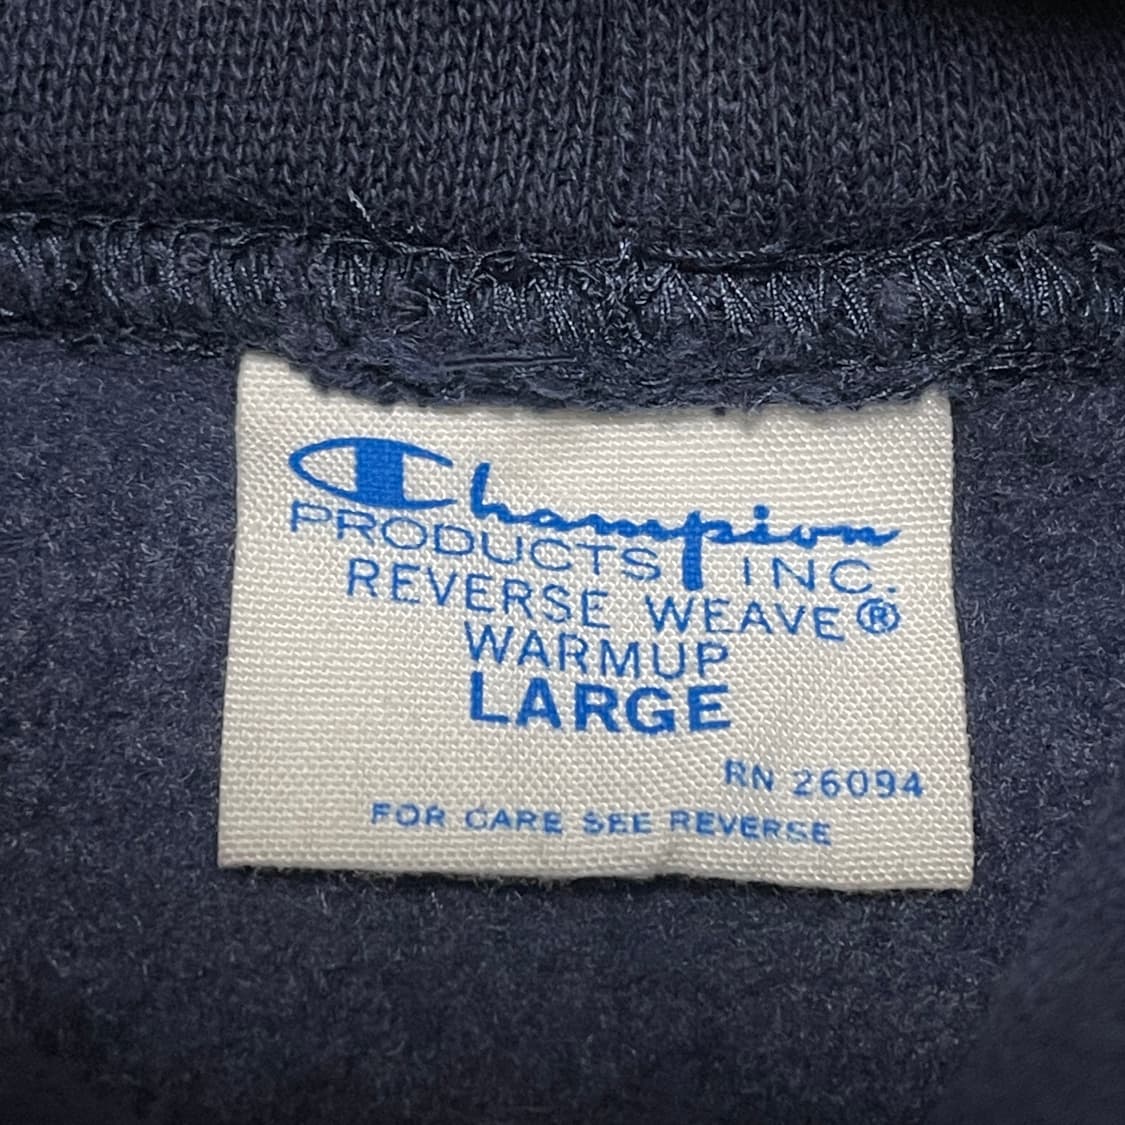 Champion
PRODUCTS INC.
REVERSE WEAVE®
WARMUP
LARGE
RN 26094
FOR CARE SEE REVERSE